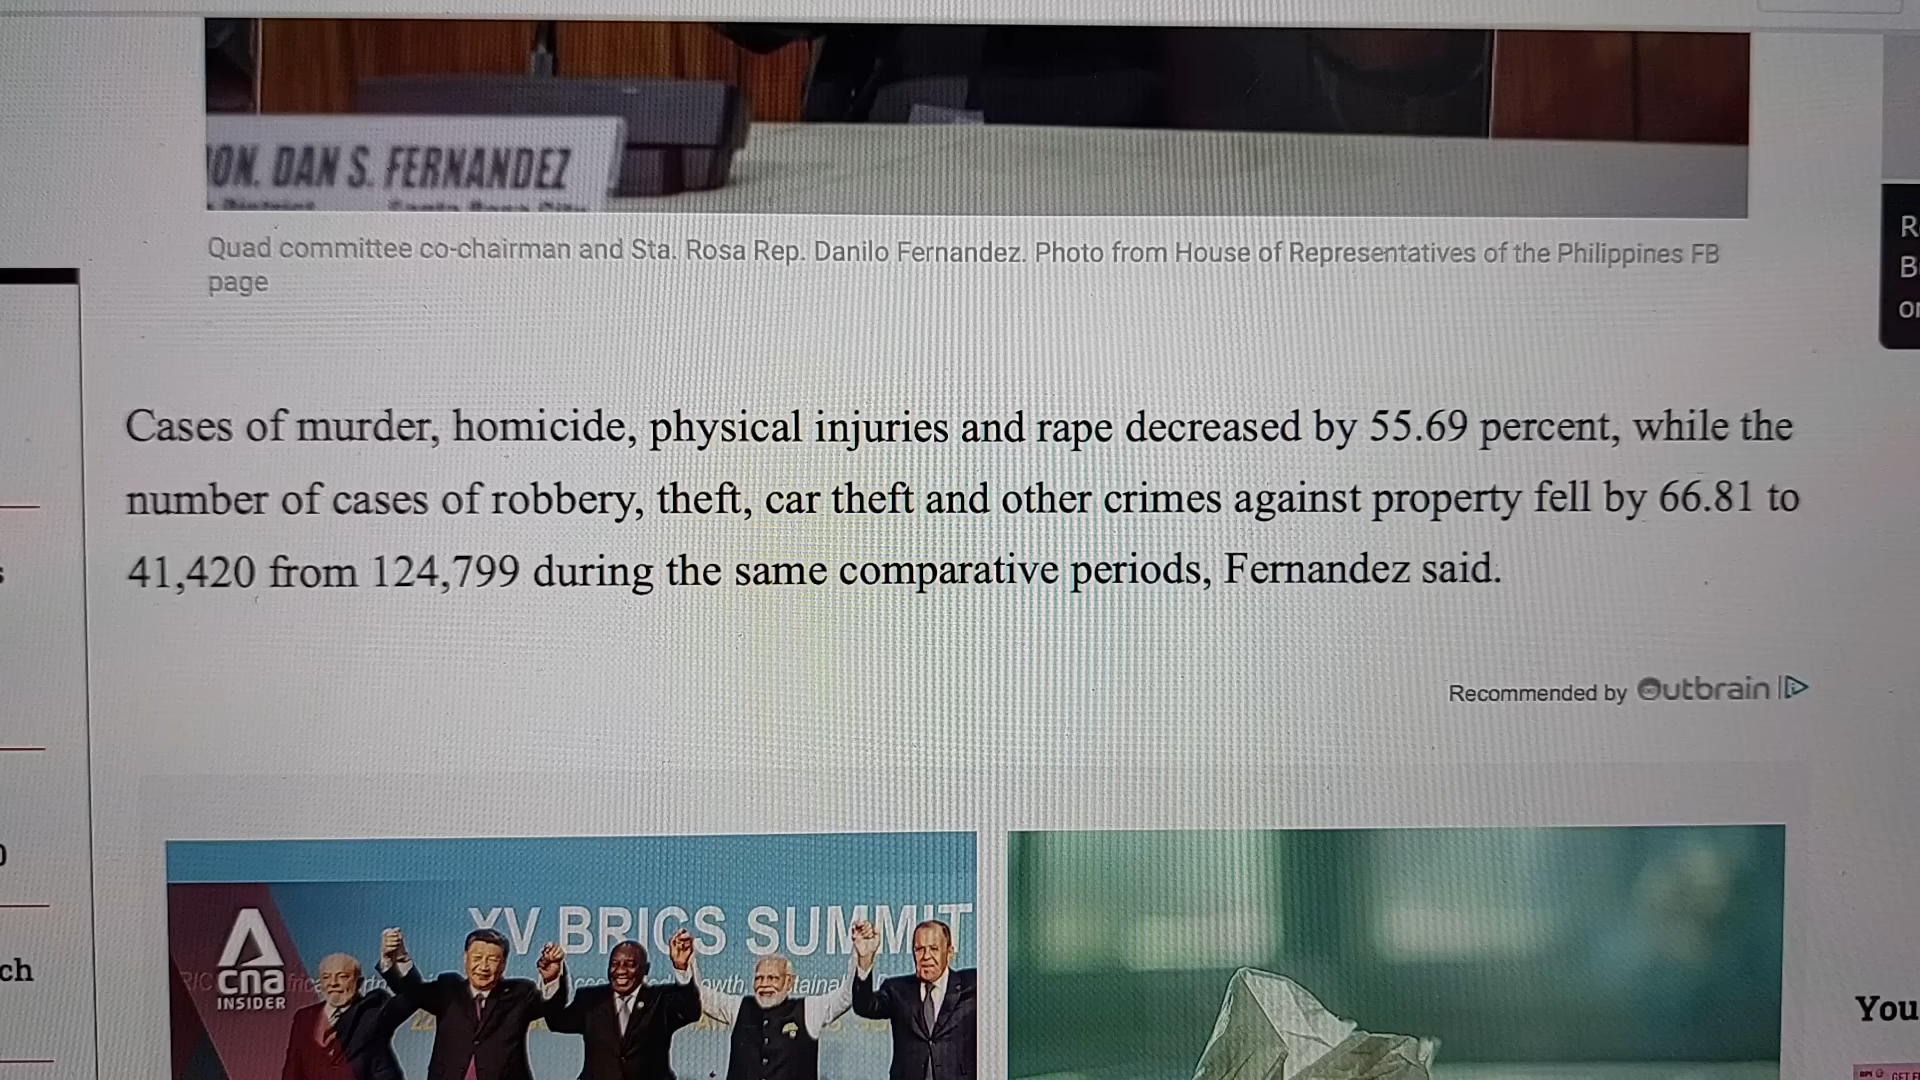 ON. DAN S. FERNANDEZ
Quad committee co-chairman and Sta. Rosa Rep. Danilo Fernandez. Photo from House of Representatives of the Philippines FB
page
Cases of murder, homicide, physical injuries and rape decreased by 55.69 percent, while the
number of cases of robbery, theft, car theft and other crimes against property fell by 66.81 to
41,420 from 124,799 during the same comparative periods, Fernandez said.
Recommended by Outbrain
XV BRICS SUMMIT
cna
INSIDER
ch
You
R
B